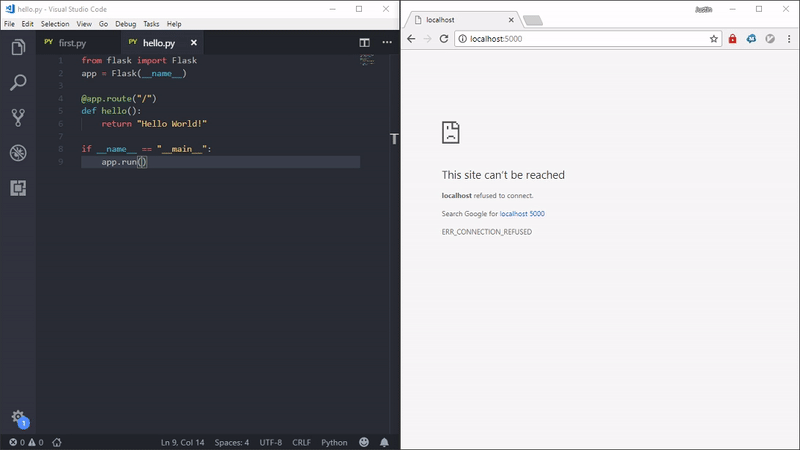 hello.py - Visual Studio Code
File Edit Selection View Go Debug Tasks Help
PY first.py PY hello.py
1 from flask import Flask
2 app = Flask(__name__)
3
4 @app.route("/")
5 def hello():
6 return "Hello World!"
7
8 if __name__ == "__main__":
9 app.run()
1
0 0 Ln 9, Col 14 Spaces: 4 UTF-8 CRLF Python
T
Justin
localhost
localhost:5000
This site can't be reached
localhost refused to connect.
Search Google for localhost 5000
ERR_CONNECTION_REFUSED